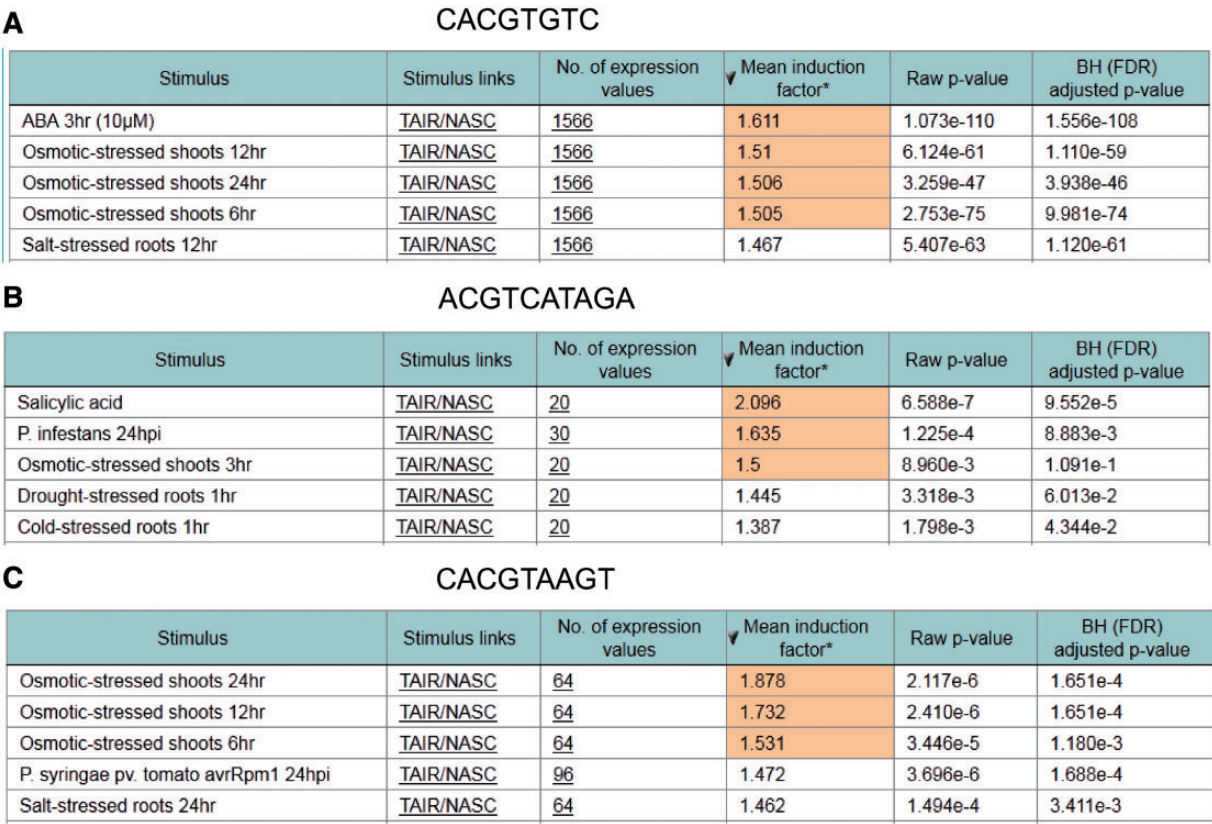 A CACGTGTC
Stimulus Stimulus links No. of expression values Mean induction factor* Raw p-value BH (FDR) adjusted p-value
ABA 3hr (10µM) TAIR/NASC 1566 1.611 1.073e-110 1.556e-108
Osmotic-stressed shoots 12hr TAIR/NASC 1566 1.51 6.124e-61 1.110e-59
Osmotic-stressed shoots 24hr TAIR/NASC 1566 1.506 3.259e-47 3.938e-46
Osmotic-stressed shoots 6hr TAIR/NASC 1566 1.505 2.753e-75 9.981e-74
Salt-stressed roots 12hr TAIR/NASC 1566 1.467 5.407e-63 1.120e-61
B ACGTCATAGA
Stimulus Stimulus links No. of expression values Mean induction factor* Raw p-value BH (FDR) adjusted p-value
Salicylic acid TAIR/NASC 20 2.096 6.588e-7 9.552e-5
P. infestans 24hpi TAIR/NASC 30 1.635 1.225e-4 8.883e-3
Osmotic-stressed shoots 3hr TAIR/NASC 20 1.5 8.960e-3 1.091e-1
Drought-stressed roots 1hr TAIR/NASC 20 1.445 3.318e-3 6.013e-2
Cold-stressed roots 1hr TAIR/NASC 20 1.387 1.798e-3 4.344e-2
C CACGTAAGT
Stimulus Stimulus links No. of expression values Mean induction factor* Raw p-value BH (FDR) adjusted p-value
Osmotic-stressed shoots 24hr TAIR/NASC 64 1.878 2.117e-6 1.651e-4
Osmotic-stressed shoots 12hr TAIR/NASC 64 1.732 2.410e-6 1.651e-4
Osmotic-stressed shoots 6hr TAIR/NASC 64 1.531 3.446e-5 1.180e-3
P. syringae pv. tomato avrRpm1 24hpi TAIR/NASC 96 1.472 3.696e-6 1.688e-4
Salt-stressed roots 24hr TAIR/NASC 64 1.462 1.494e-4 3.411e-3